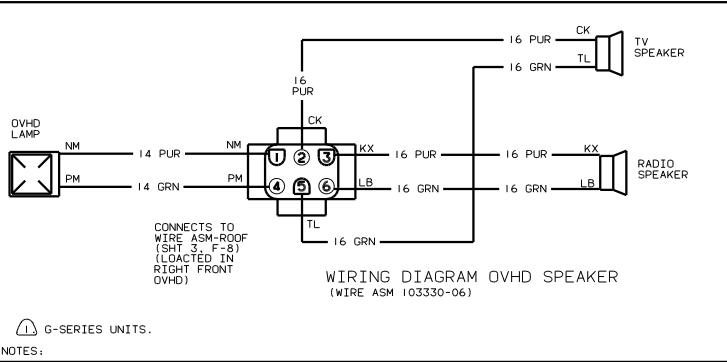 16 PUR
CK
TV
SPEAKER
16 GRN
TL
16
PUR
CK
OVHD
LAMP
NM
14 PUR
NM
1
2
3
KX
16 PUR
16 PUR
KX
RADIO
SPEAKER
PM
14 GRN
PM
4
5
6
LB
16 GRN
16 GRN
LB
TL
16 GRN
CONNECTS TO
WIRE ASM-ROOF
(SHT 3, F-8)
(LOACTED IN
RIGHT FRONT
OVHD)
WIRING DIAGRAM OVHD SPEAKER
(WIRE ASM 103330-06)
1 G-SERIES UNITS.
NOTES: